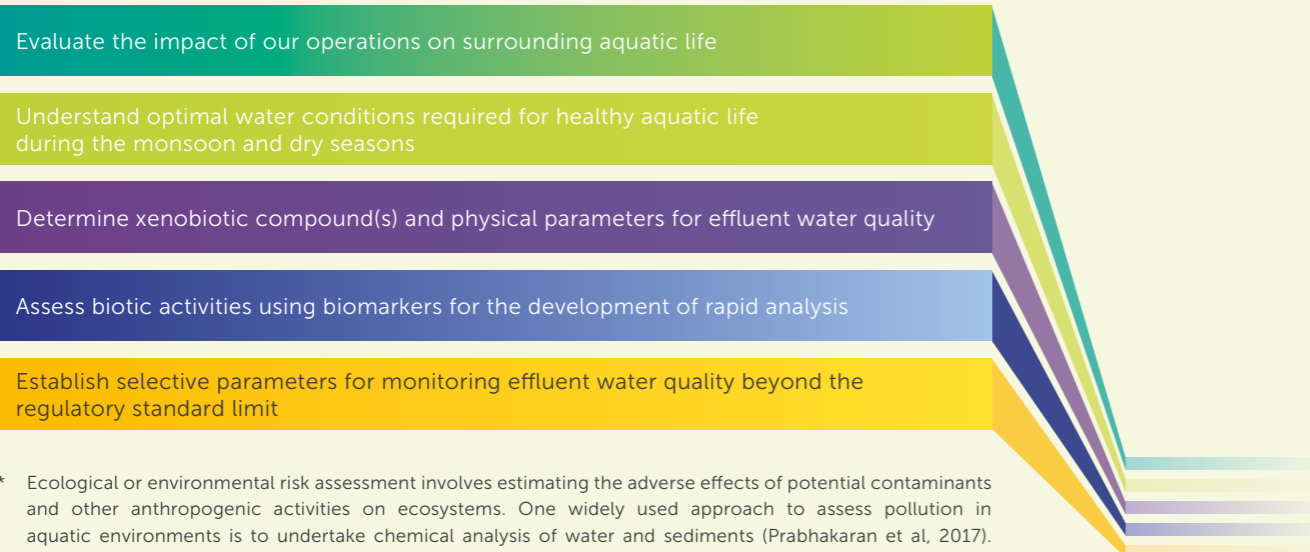 Evaluate the impact of our operations on surrounding aquatic life
Understand optimal water conditions required for healthy aquatic life
during the monsoon and dry seasons
Determine xenobiotic compound(s) and physical parameters for effluent water quality
Assess biotic activities using biomarkers for the development of rapid analysis
Establish selective parameters for monitoring effluent water quality beyond the
regulatory standard limit
* Ecological or environmental risk assessment involves estimating the adverse effects of potential contaminants
and other anthropogenic activities on ecosystems. One widely used approach to assess pollution in
aquatic environments is to undertake chemical analysis of water and sediments (Prabhakaran et al, 2017).